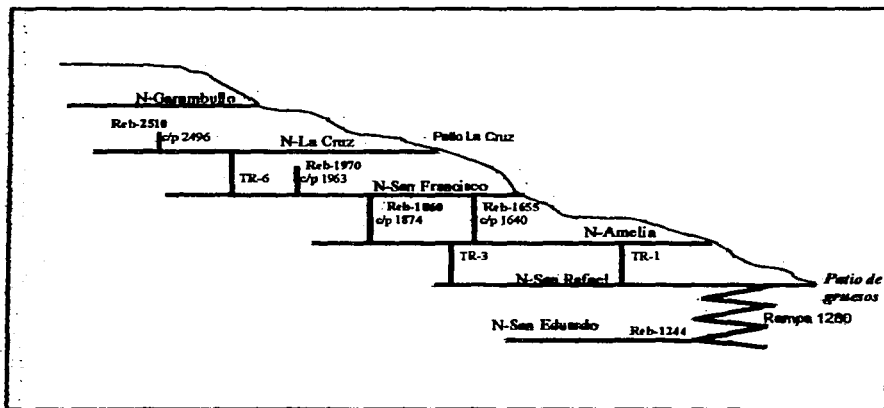 N-Garambullo
Reb-2510
c/p 2496
N-La Cruz
Patio La Cruz
TR-6
Reb-1970
c/p 1963
N-San Francisco
Reb-1860
c/p 1874
Reb-1655
c/p 1640
N-Amelia
TR-3
TR-1
N-San Rafael
Patio de
gruesos
Rampa 1280
N-San Eduardo
Reb-1244